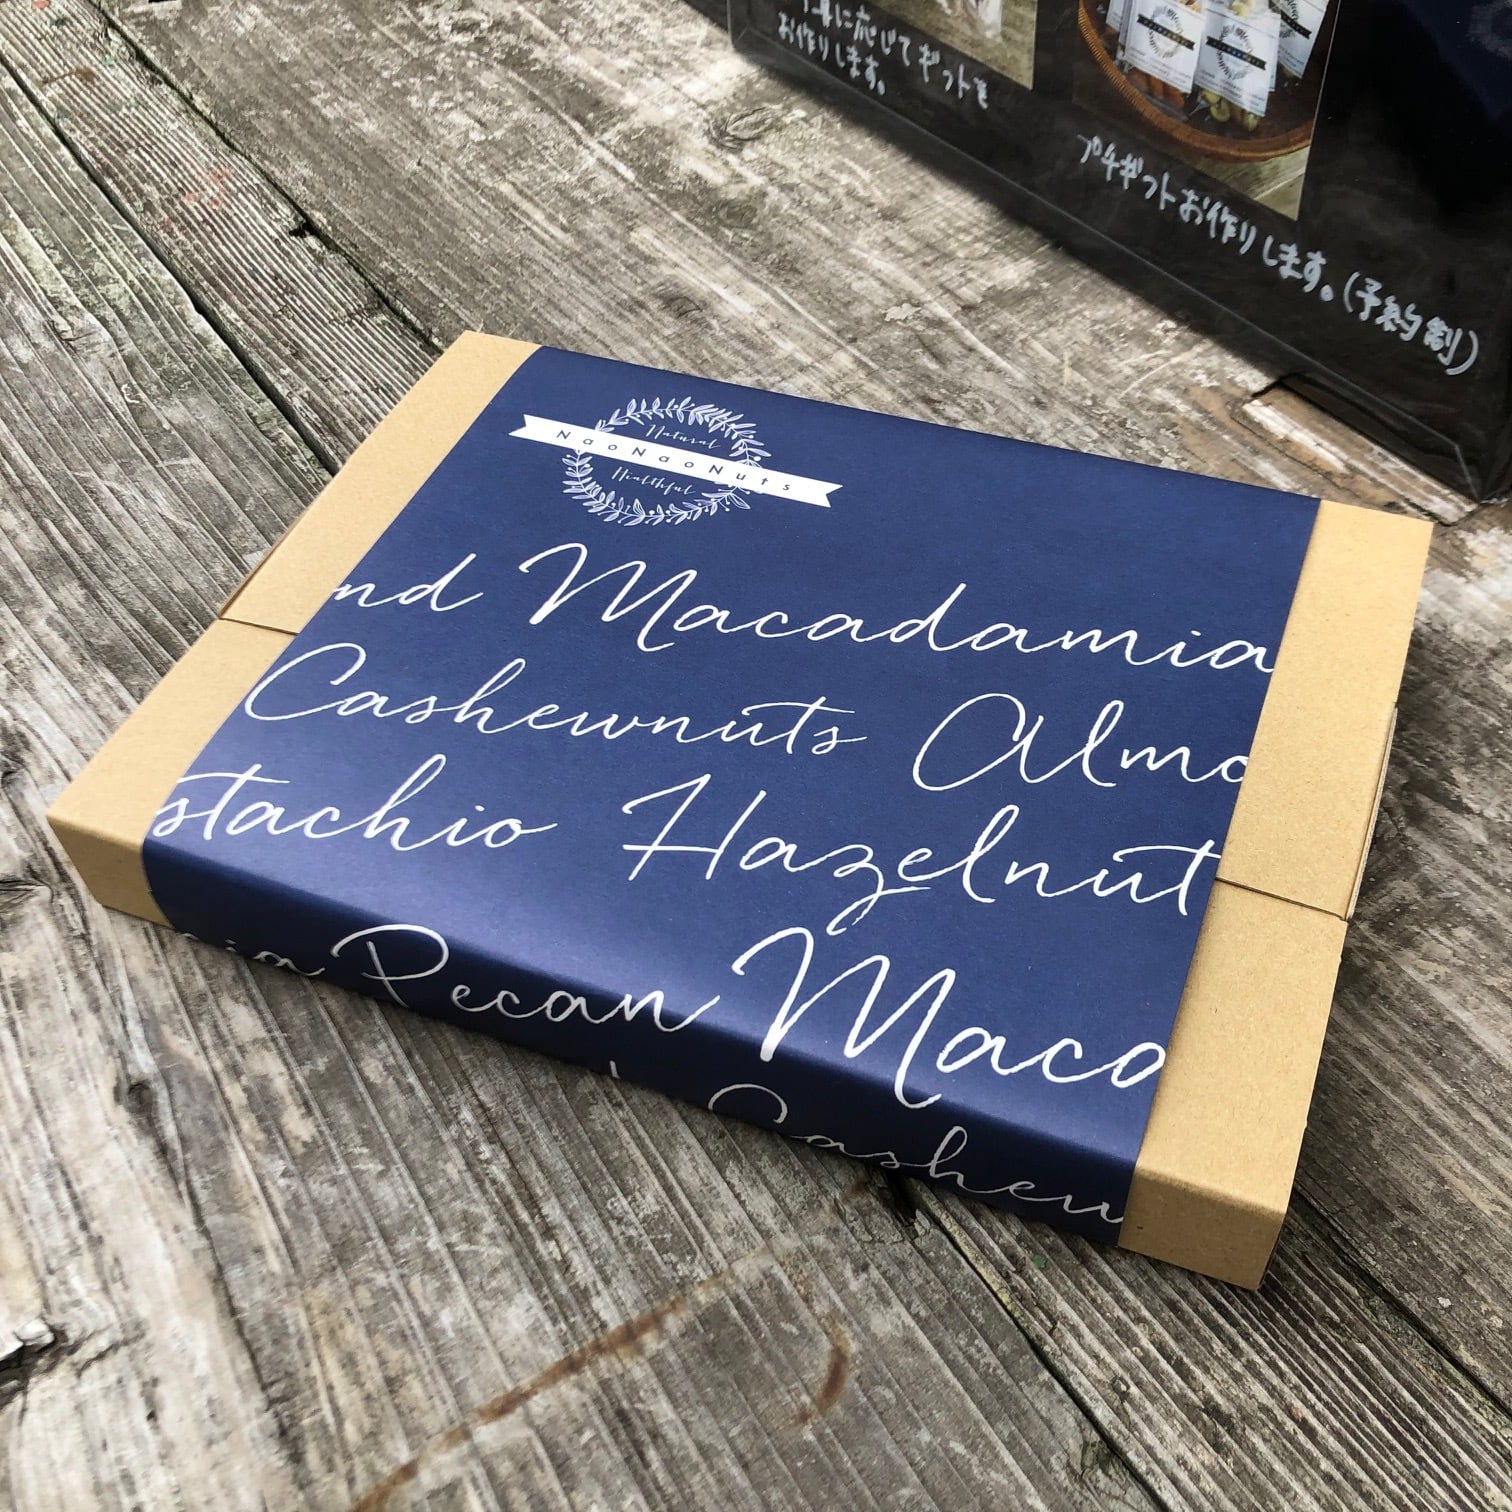 に応じてギフトを
お作りします。
プチギフトお作りします。(予約制)
Natural
NaoNaoNuts
Healthful
nd Macadamia
Cashewnuts Almo
stachio Hazelnut
ia Pecan Maca
Cashew